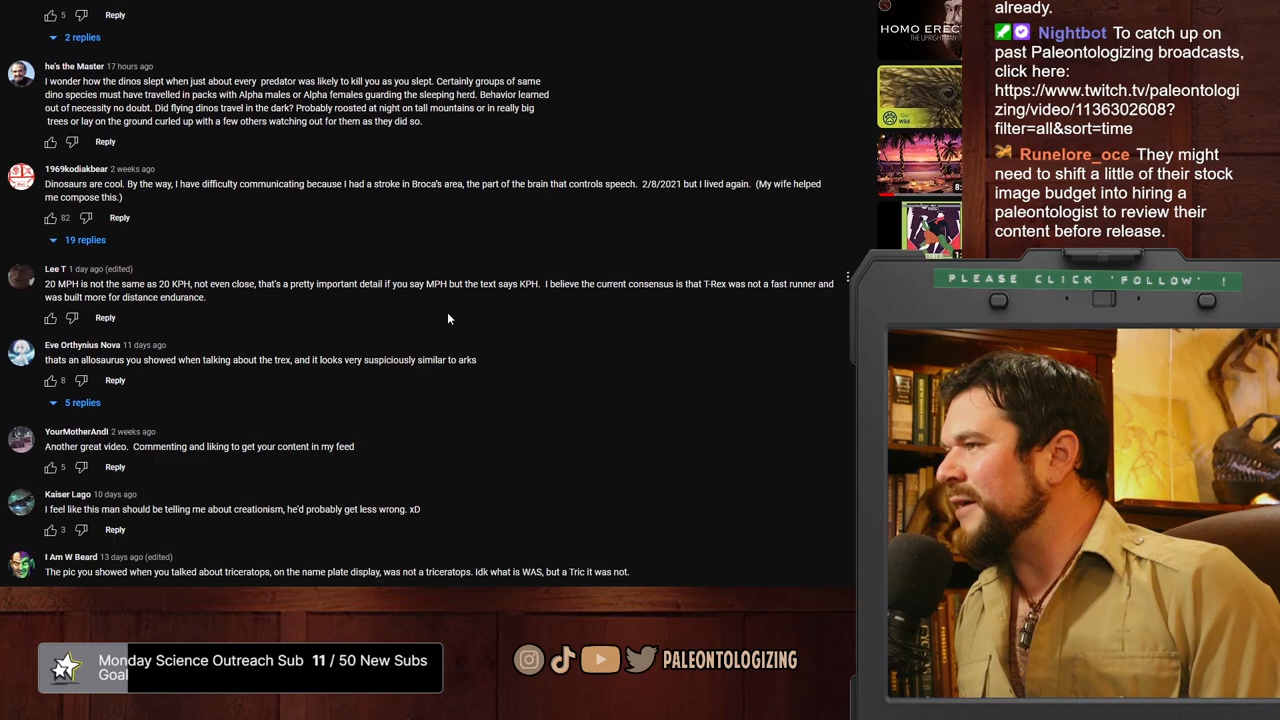 5 Reply
2 replies
he's the Master 17 hours ago
I wonder how the dinos slept when just about every predator was likely to kill you as you slept. Certainly groups of same
dino species must have travelled in packs with Alpha males or Alpha females guarding the sleeping herd. Behavior learned
out of necessity no doubt. Did flying dinos travel in the dark? Probably roosted at night on tall mountains or in really big
trees or lay on the ground curled up with a few others watching out for them as they did so.
Reply
1969kodiakbear 2 weeks ago
Dinosaurs are cool. By the way, I have difficulty communicating because I had a stroke in Broca's area, the part of the brain that controls speech. 2/8/2021 but I lived again. (My wife helped
me compose this.)
82 Reply
19 replies
Lee T 1 day ago (edited)
20 MPH is not the same as 20 KPH, not even close, that's a pretty important detail if you say MPH but the text says KPH. I believe the current consensus is that T-Rex was not a fast runner and
was built more for distance endurance.
Reply
Eve Orthynius Nova 11 days ago
thats an allosaurus you showed when talking about the trex, and it looks very suspiciously similar to arks
8 Reply
5 replies
YourMotherAndI 2 weeks ago
Another great video. Commenting and liking to get your content in my feed
5 Reply
Kaiser Lago 10 days ago
I feel like this man should be telling me about creationism, he'd probably get less wrong. xD
3 Reply
I Am W Beard 13 days ago (edited)
The pic you showed when you talked about triceratops, on the name plate display, was not a triceratops. Idk what is WAS, but a Tric it was not.
HOMO EREC
THE UPRIGHT MAN
Go
Wild
8:
1:
already.
Nightbot To catch up on
past Paleontologizing broadcasts,
click here:
https://www.twitch.tv/paleontologi
zing/video/1136302608?
filter=all&sort=time
Runelore_oce They might
need to shift a little of their stock
image budget into hiring a
paleontologist to review their
content before release.
PLEASE CLICK 'FOLLOW' !
Monday Science Outreach Sub 11 / 50 New Subs
Goal
PALEONTOLOGIZING